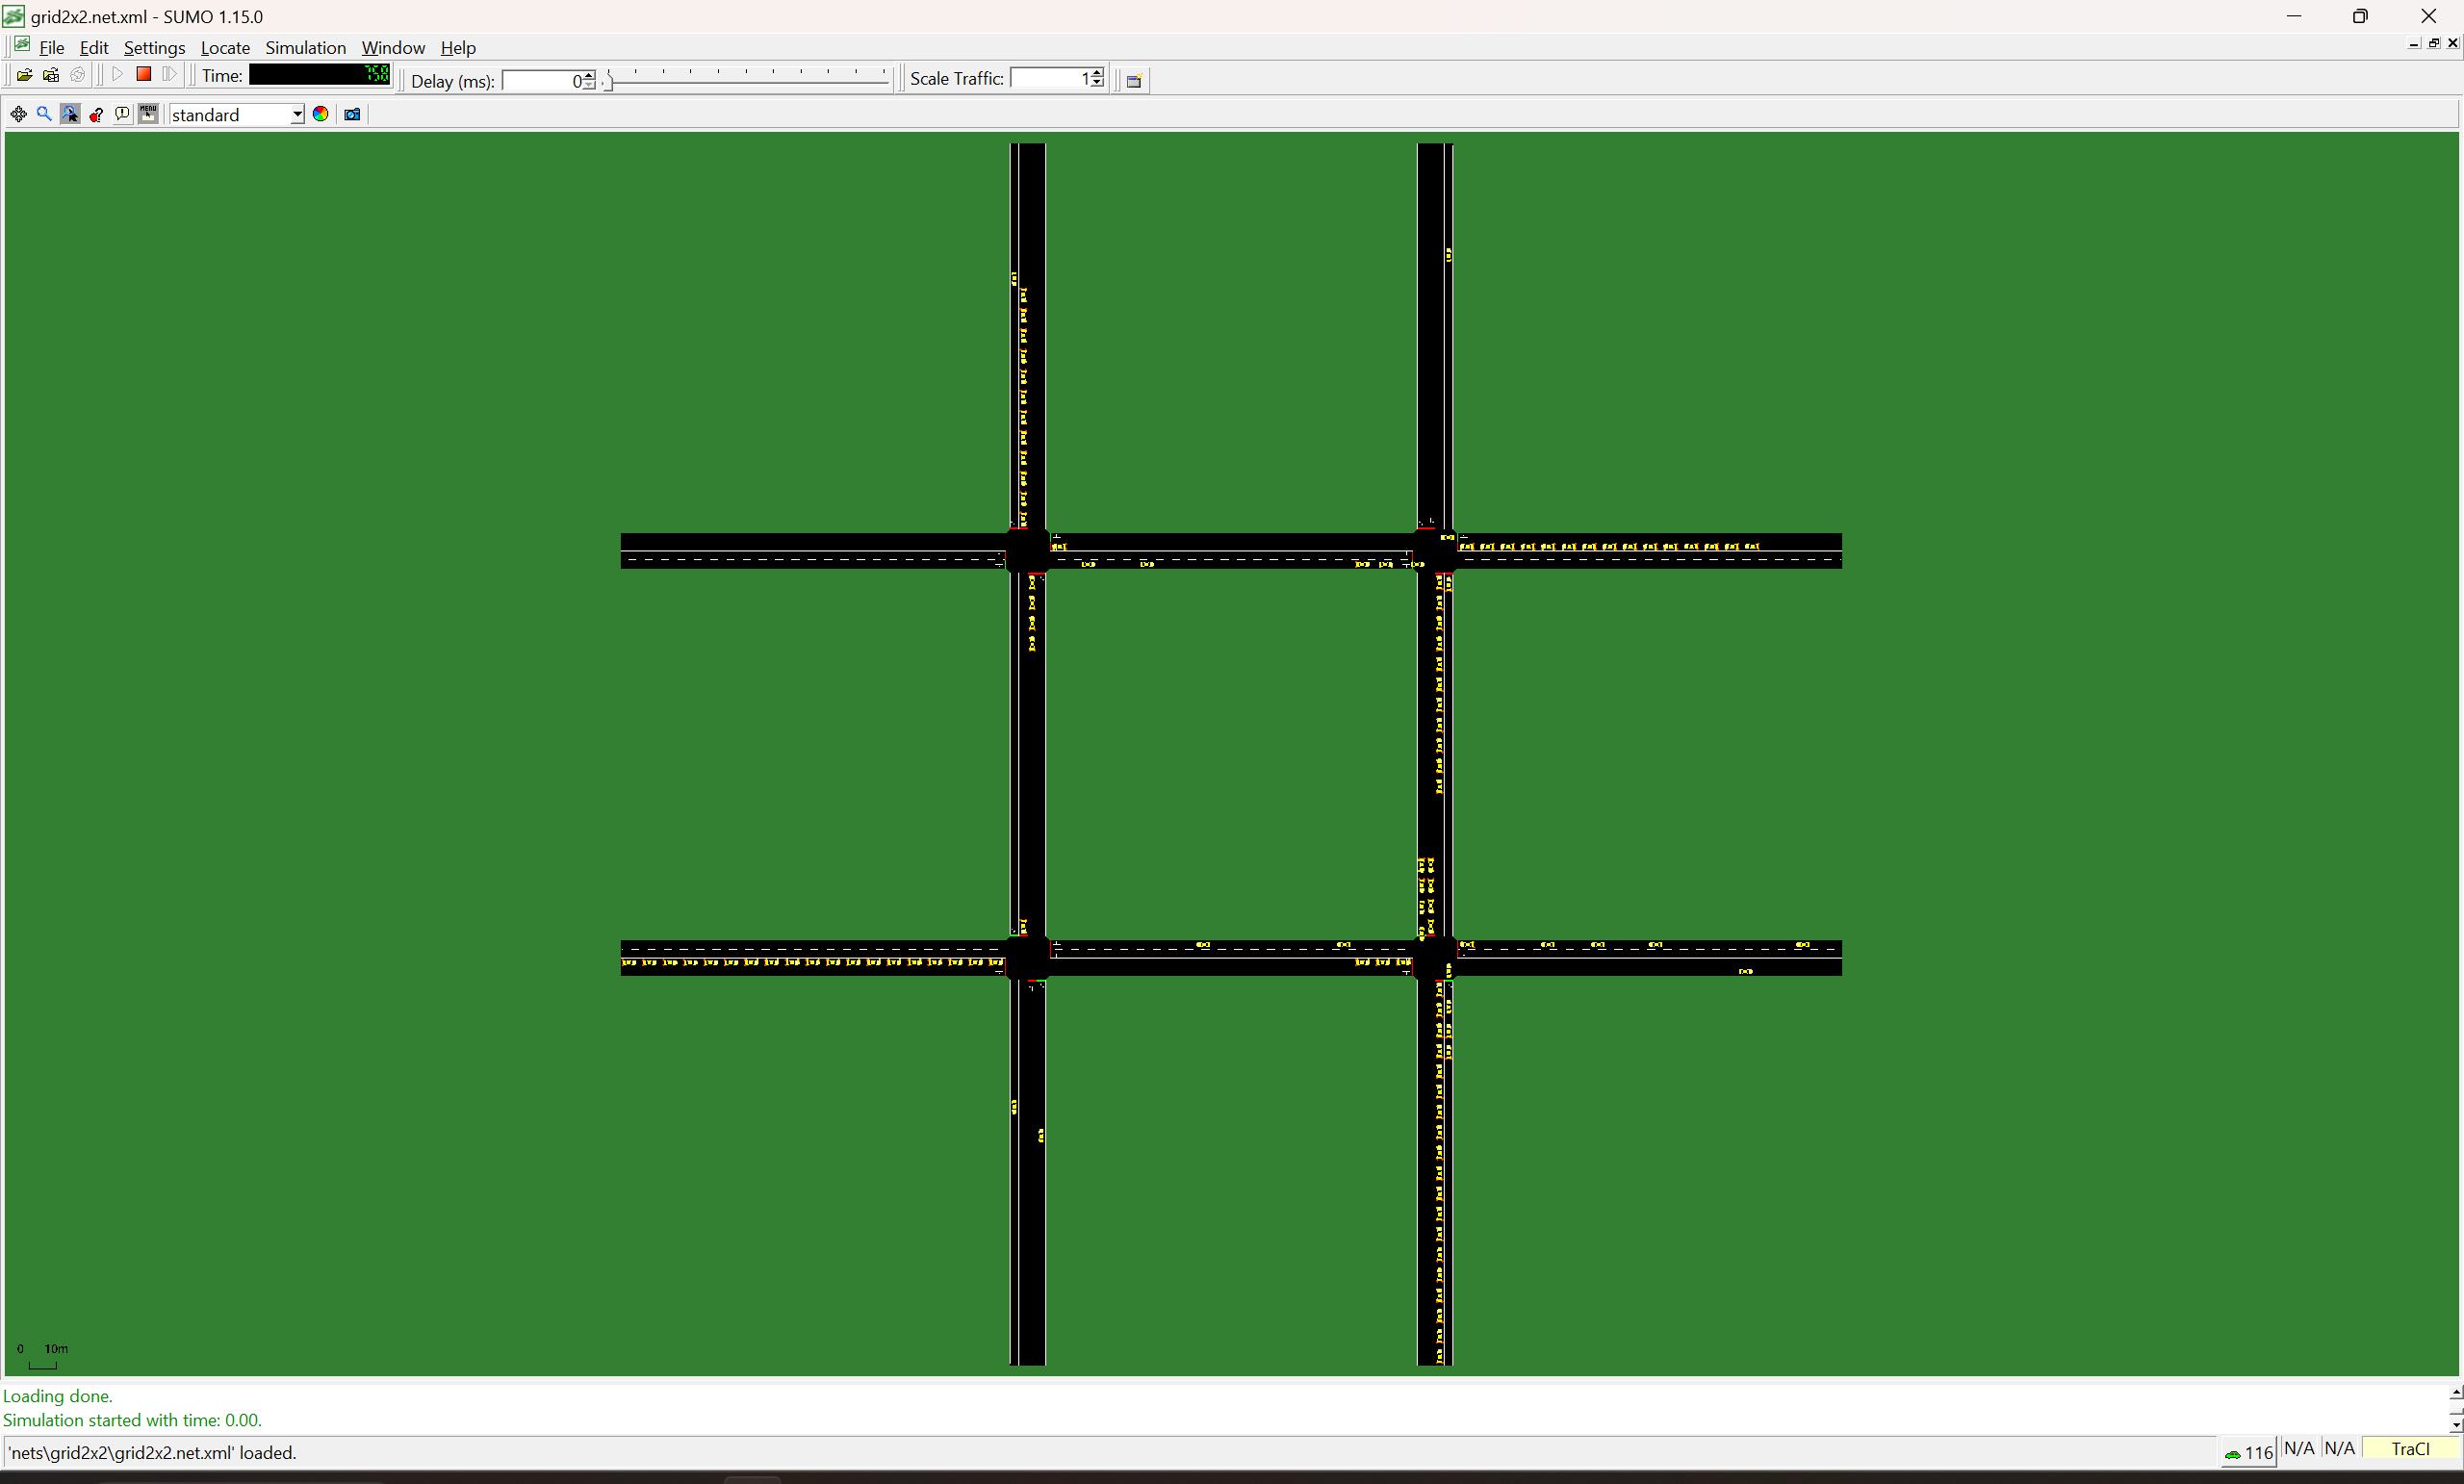 grid2x2.net.xml - SUMO 1.15.0
File Edit Settings Locate Simulation Window Help
Time: 758 Delay (ms): 0 Scale Traffic: 1
MENU standard
0 10m
Loading done.
Simulation started with time: 0.00.
'nets\grid2x2\grid2x2.net.xml' loaded. 116 N/A N/A TraCI